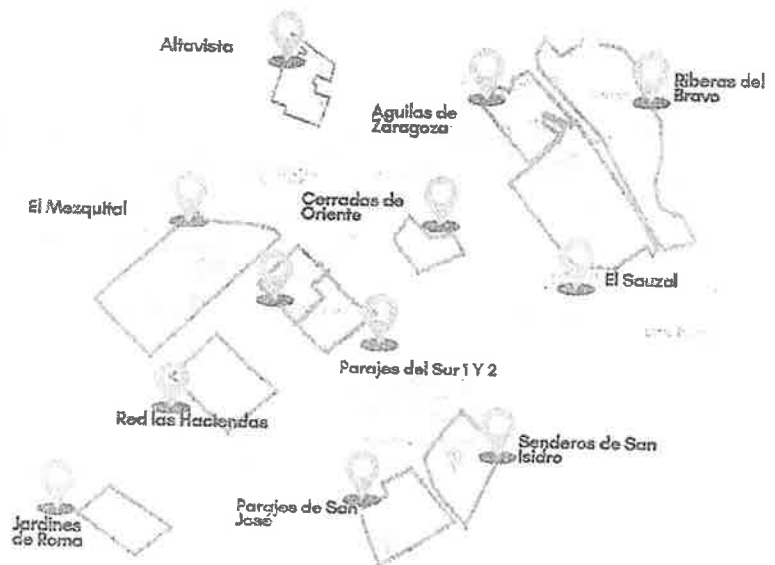 Altavista
Riberas del
Bravo
Aguilas de
Zaragoza
El Mezquital
Cerradas de
Oriente
El Sauzal
Parajes del Sur 1 Y 2
Red las Haciendas
Senderos de San
Isidro
Parajes de San
José
Jardines
de Roma